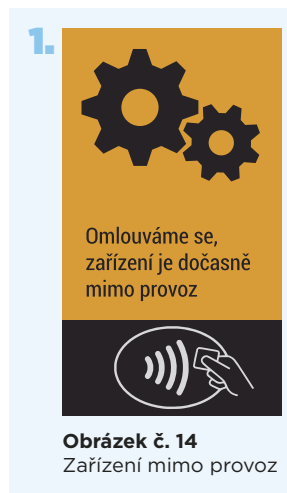 1.
Omlouváme se,
zařízení je dočasně
mimo provoz
Obrázek č. 14
Zařízení mimo provoz